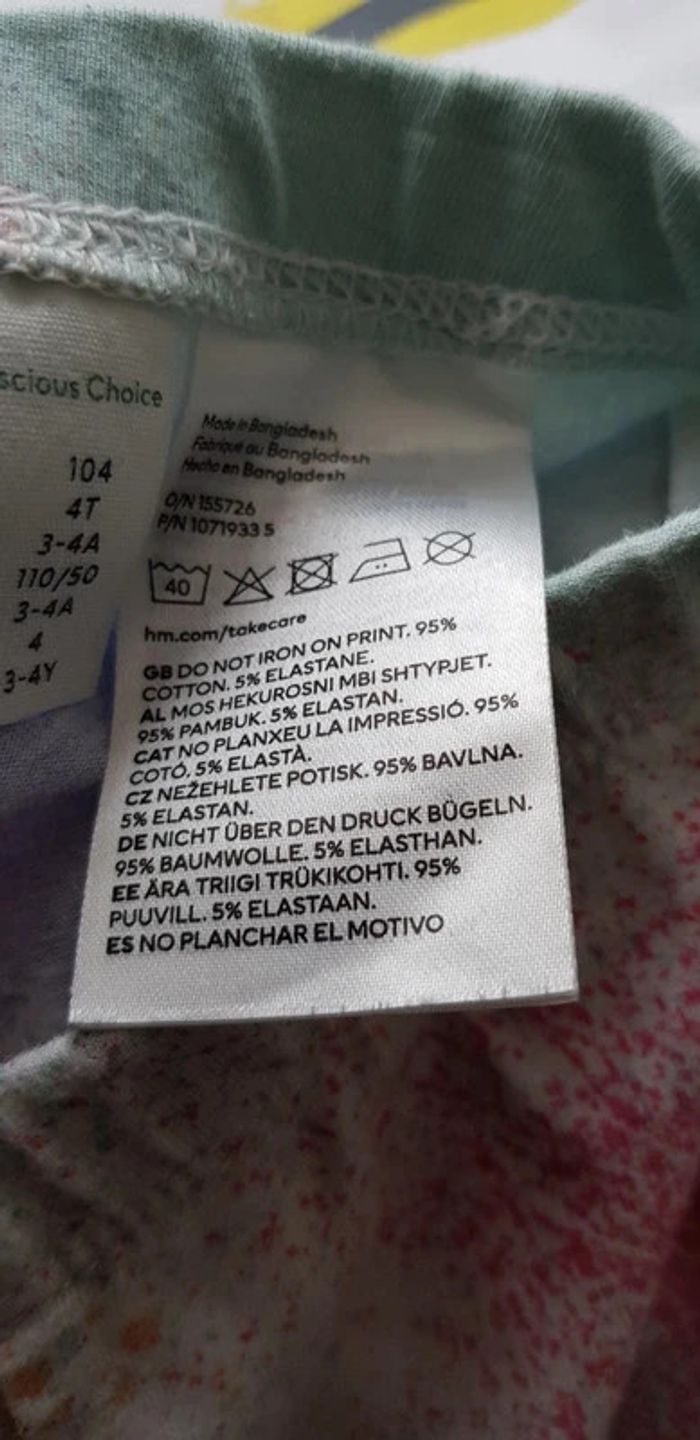 scious Choice
104
4T
3-4A
110/50
3-4A
4
3-4Y
Made in Bangladesh
Fabriqué au Bangladesh
Hecho en Bangladesh
O/N 155726
P/N 1071933 5
40
hm.com/takecare
GB DO NOT IRON ON PRINT. 95%
COTTON. 5% ELASTANE.
AL MOS HEKUROSNI MBI SHTYPJET.
95% PAMBUK. 5% ELASTAN.
CAT NO PLANXEU LA IMPRESSIÓ. 95%
COTÓ. 5% ELASTÀ.
CZ NEŽEHLETE POTISK. 95% BAVLNA.
5% ELASTAN.
DE NICHT ÜBER DEN DRUCK BÜGELN.
95% BAUMWOLLE. 5% ELASTHAN.
EE ÄRA TRIIGI TRÜKIKOHTI. 95%
PUUVILL. 5% ELASTAAN.
ES NO PLANCHAR EL MOTIVO